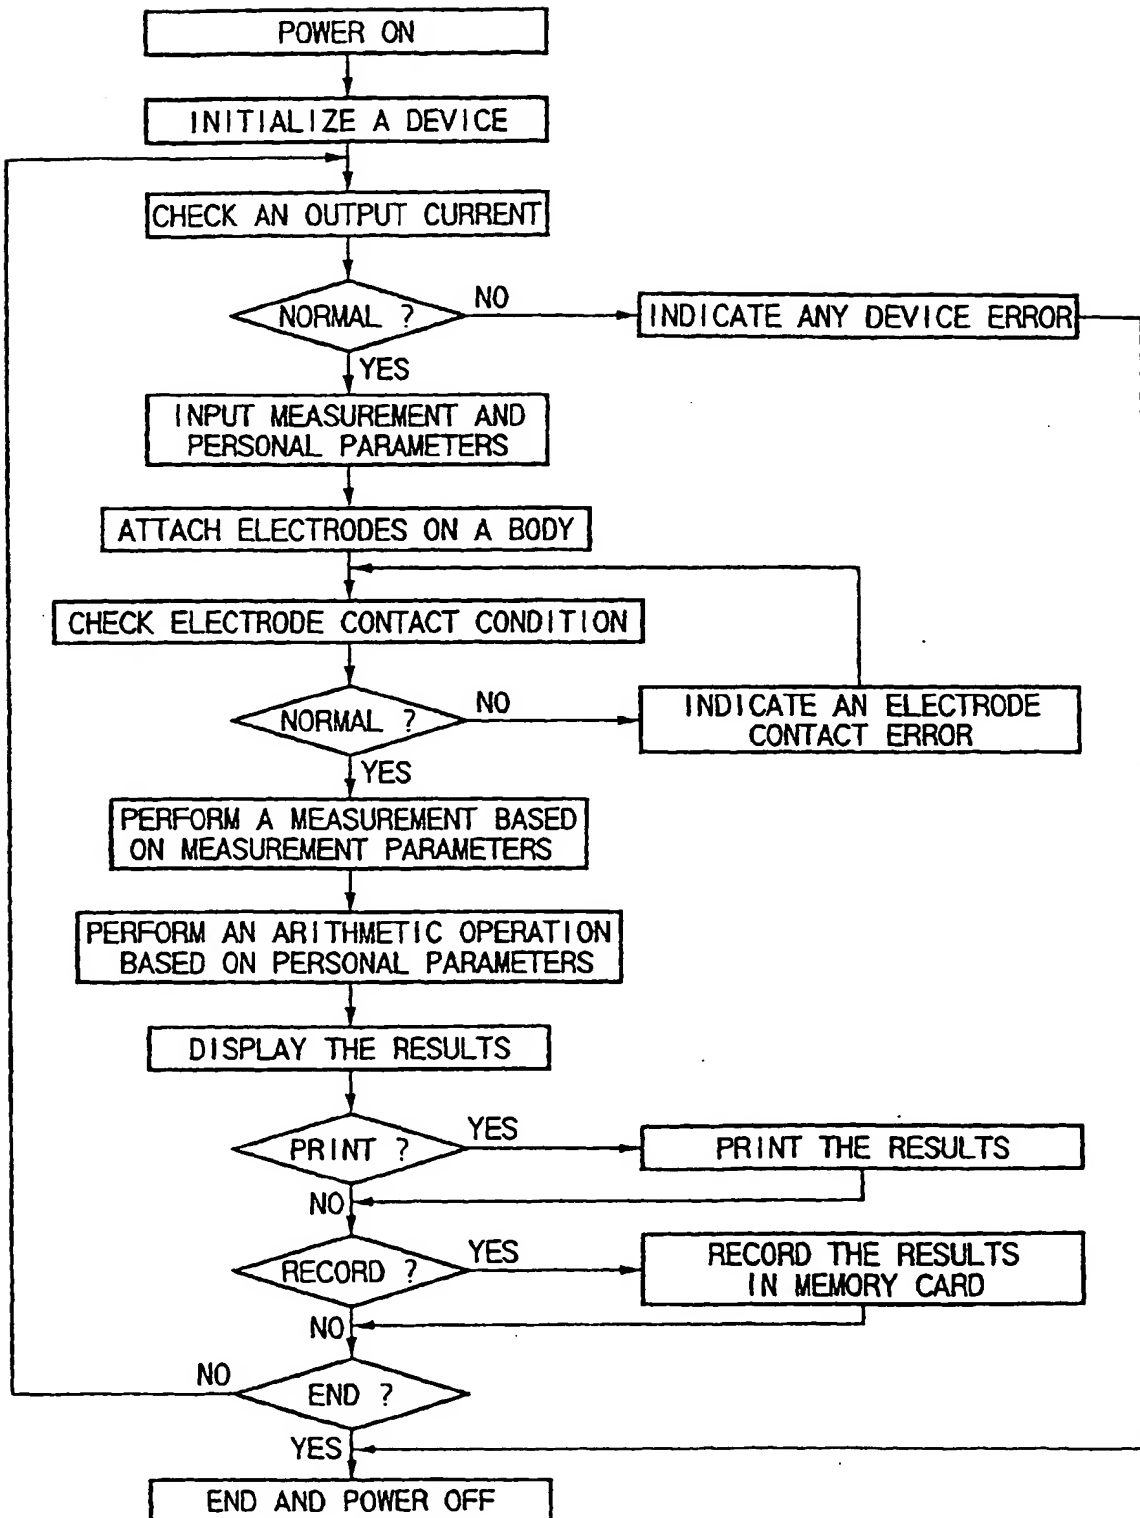 POWER ON
INITIALIZE A DEVICE
CHECK AN OUTPUT CURRENT
NORMAL ?
NO
INDICATE ANY DEVICE ERROR
YES
INPUT MEASUREMENT AND
PERSONAL PARAMETERS
ATTACH ELECTRODES ON A BODY
CHECK ELECTRODE CONTACT CONDITION
NORMAL ?
NO
INDICATE AN ELECTRODE
CONTACT ERROR
YES
PERFORM A MEASUREMENT BASED
ON MEASUREMENT PARAMETERS
PERFORM AN ARITHMETIC OPERATION
BASED ON PERSONAL PARAMETERS
DISPLAY THE RESULTS
PRINT ?
YES
PRINT THE RESULTS
NO
RECORD ?
YES
RECORD THE RESULTS
IN MEMORY CARD
NO
END ?
NO
YES
END AND POWER OFF